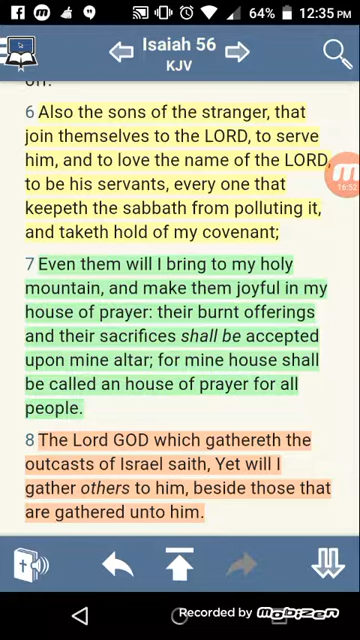 64% 12:35 PM
Isaiah 56
KJV
off.
6 Also the sons of the stranger, that
join themselves to the LORD, to serve
him, and to love the name of the LORD,
to be his servants, every one that
keepeth the sabbath from polluting it,
and taketh hold of my covenant;
16:52
7 Even them will I bring to my holy
mountain, and make them joyful in my
house of prayer: their burnt offerings
and their sacrifices shall be accepted
upon mine altar; for mine house shall
be called an house of prayer for all
people.
8 The Lord GOD which gathereth the
outcasts of Israel saith, Yet will I
gather others to him, beside those that
are gathered unto him.
Recorded by mobizen